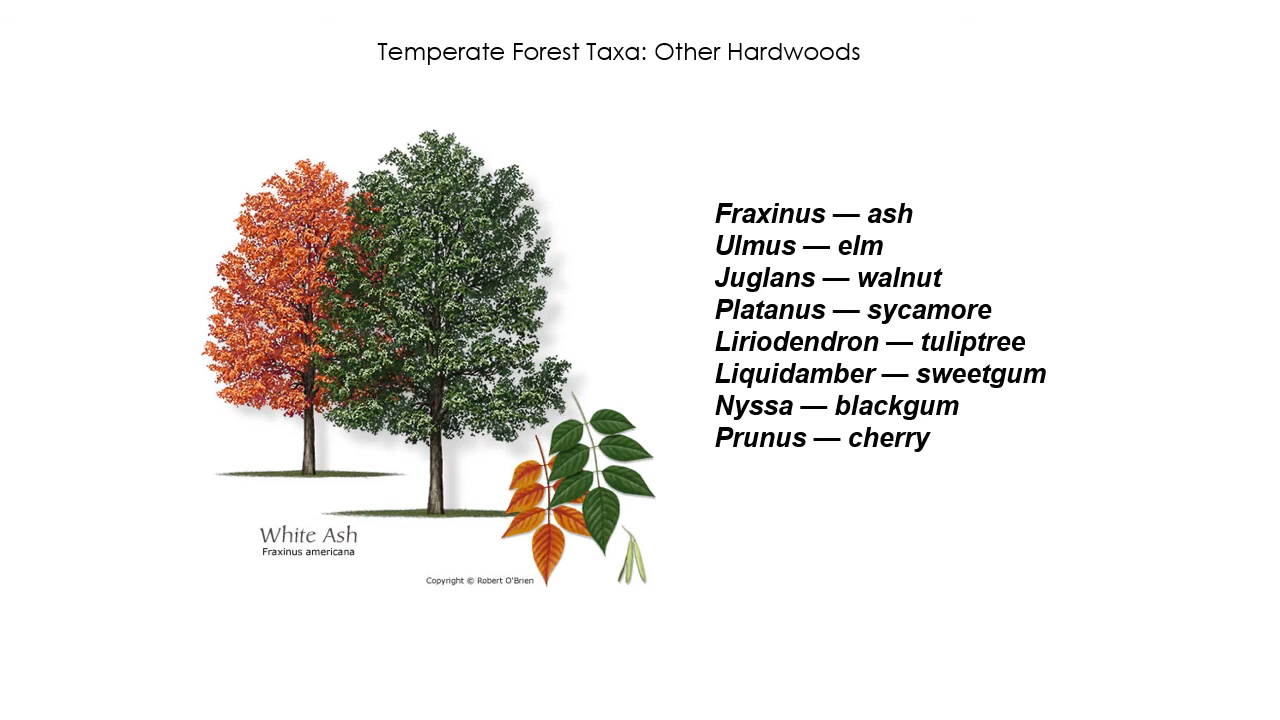 Temperate Forest Taxa: Other Hardwoods
Fraxinus — ash
Ulmus — elm
Juglans — walnut
Platanus — sycamore
Liriodendron — tuliptree
Liquidamber — sweetgum
Nyssa — blackgum
Prunus — cherry
White Ash
Fraxinus americana
Copyright © Robert O'Brien